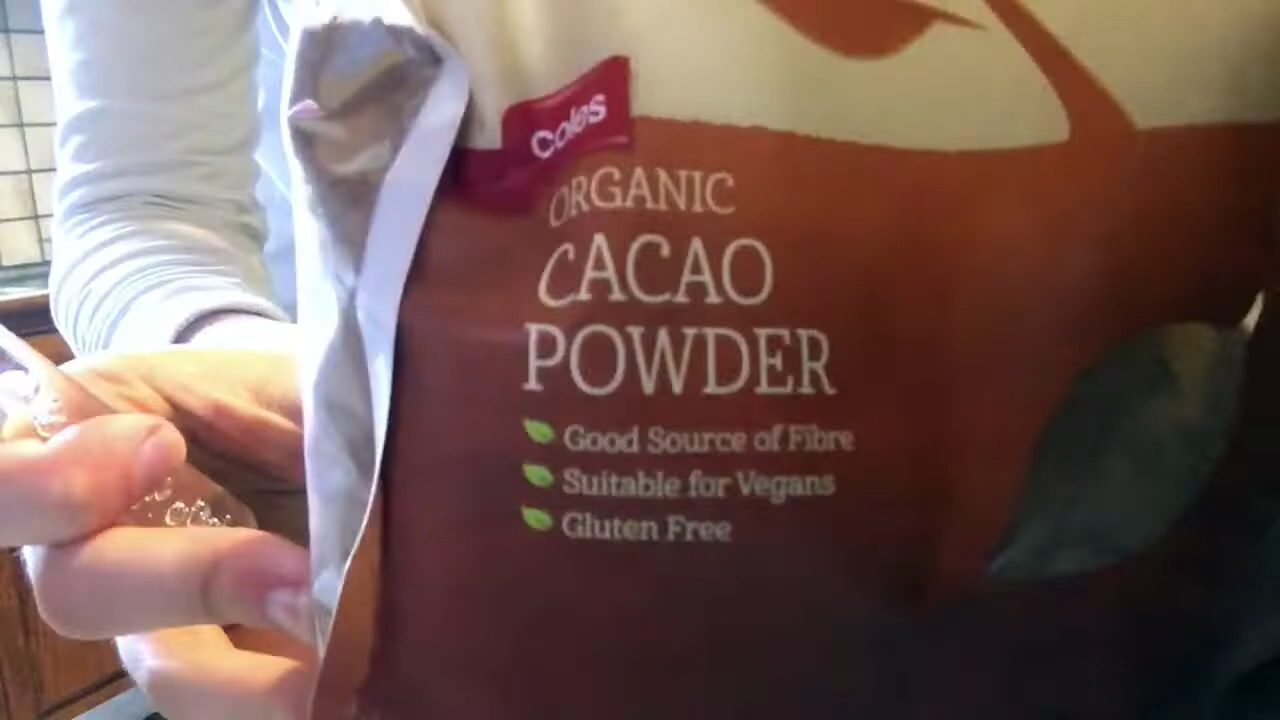 coles
ORGANIC
CACAO
POWDER
Good Source of Fibre
Suitable for Vegans
Gluten Free